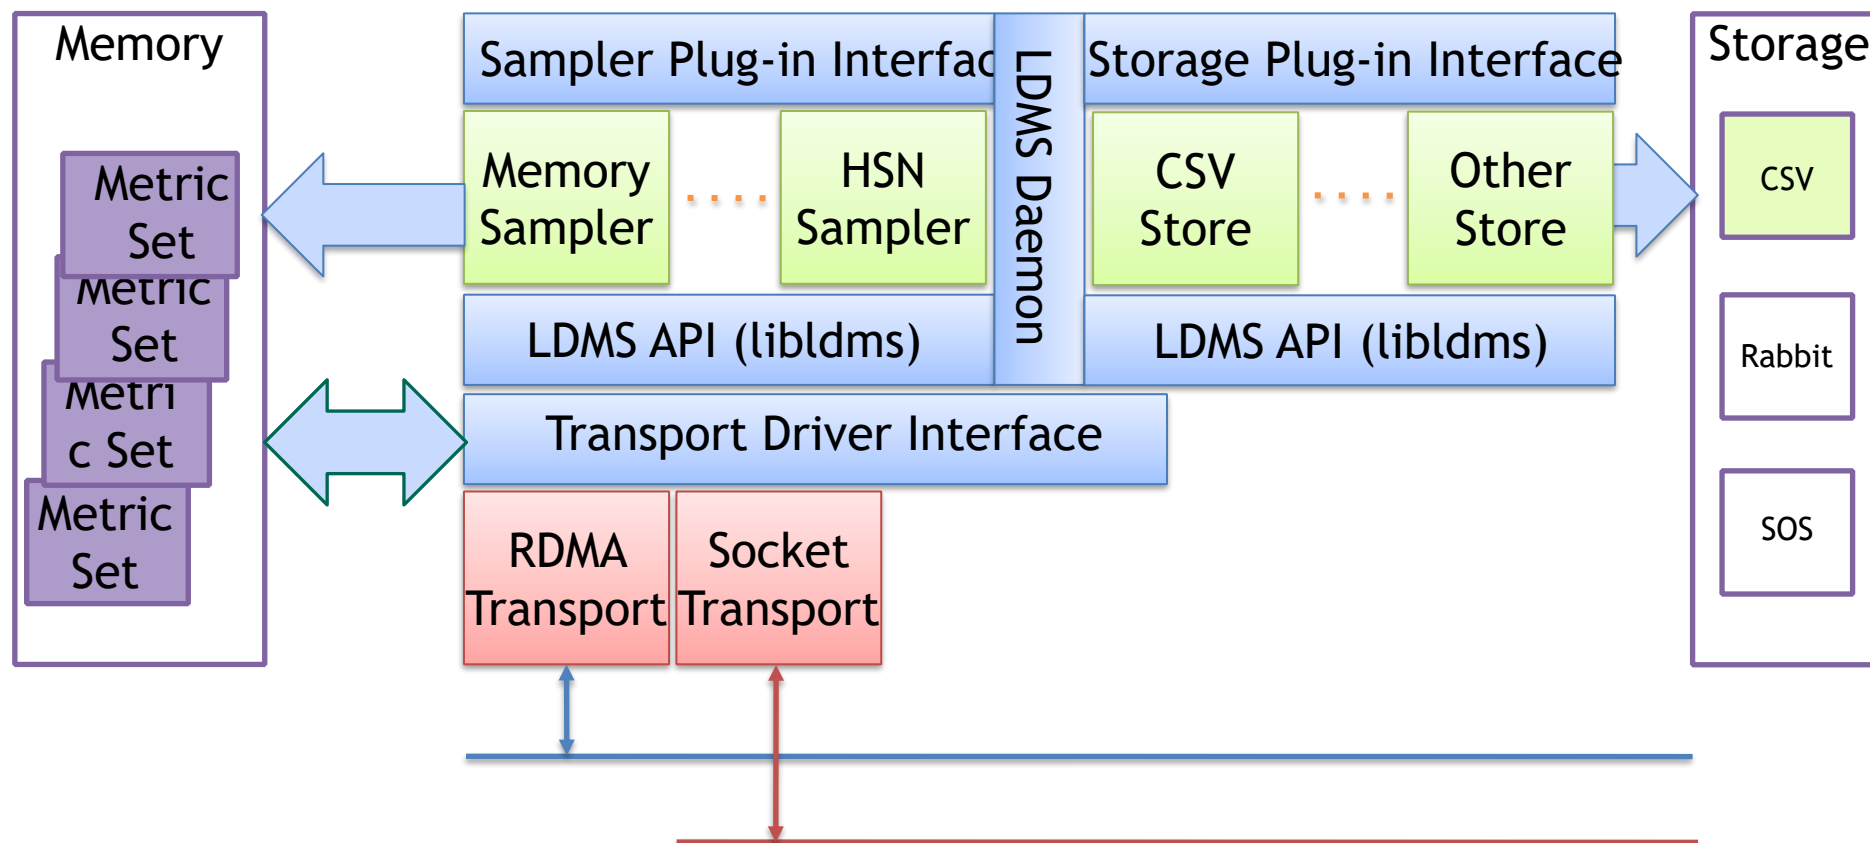 Memory
Metric
Set
Metric
Set
Metri
c Set
Metric
Set
Sampler Plug-in Interfac
LDMS Daemon
Storage Plug-in Interface
Memory
Sampler
HSN
Sampler
CSV
Store
Other
Store
LDMS API (libldms)
LDMS API (libldms)
Transport Driver Interface
RDMA
Transport
Socket
Transport
Storage
CSV
Rabbit
SOS